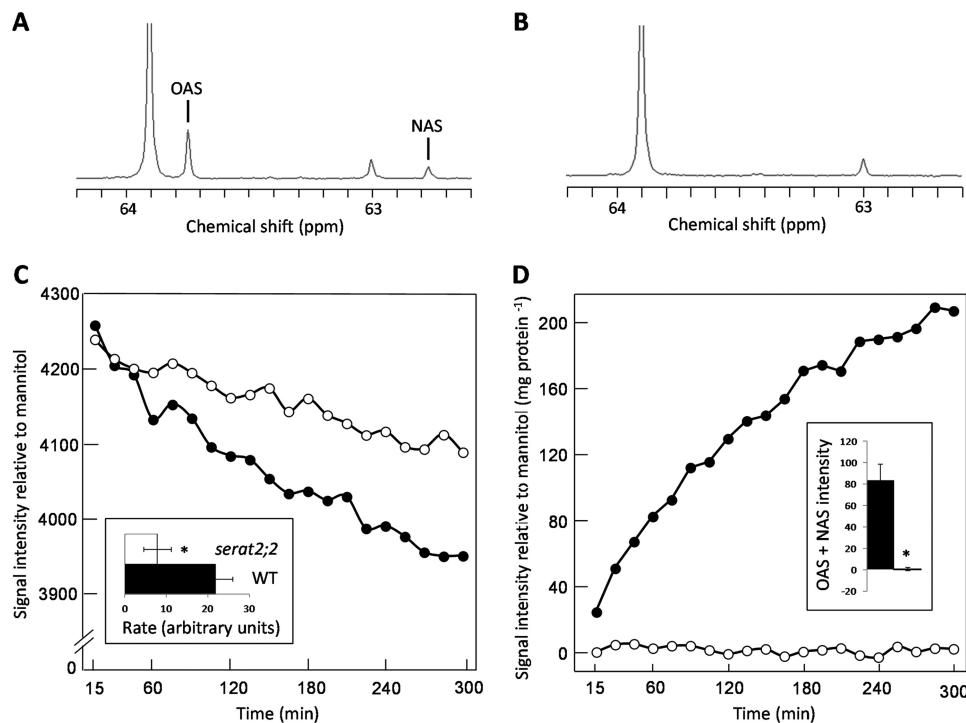 A
OAS
NAS
64
63
Chemical shift (ppm)
B
64
63
Chemical shift (ppm)
C
Signal intensity relative to mannitol
4300
4200
4100
4000
3900
0
serat2;2
*
WT
0 10 20 30
Rate (arbitrary units)
15 60 120 180 240 300
Time (min)
D
Signal intensity relative to mannitol (mg protein -1)
200
160
120
80
40
0
OAS + NAS intensity
120
100
80
60
40
20
0
-20
*
15 60 120 180 240 300
Time (min)